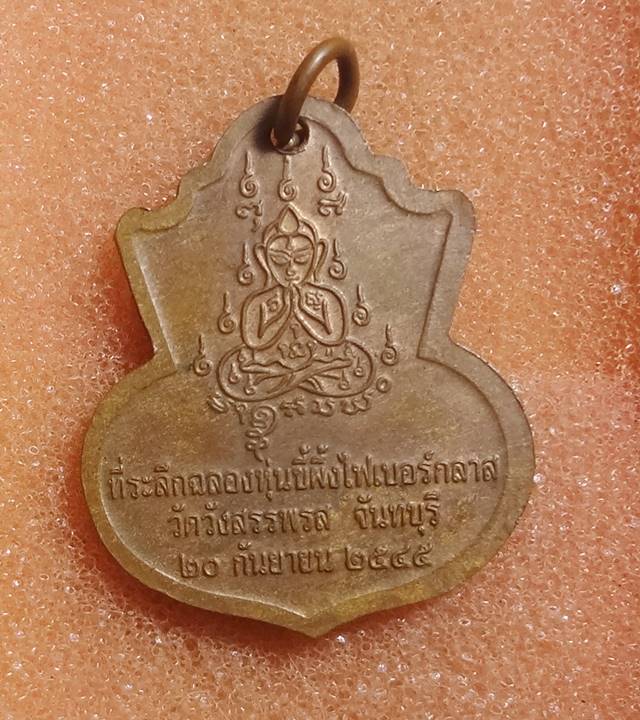 ที่ระลึกฉลองหุ่นขี้ผึ้งไฟเบอร์กลาส
วัดวังสรรพรส จันทบุรี
๒๐ กันยายน ๒๕๔๕